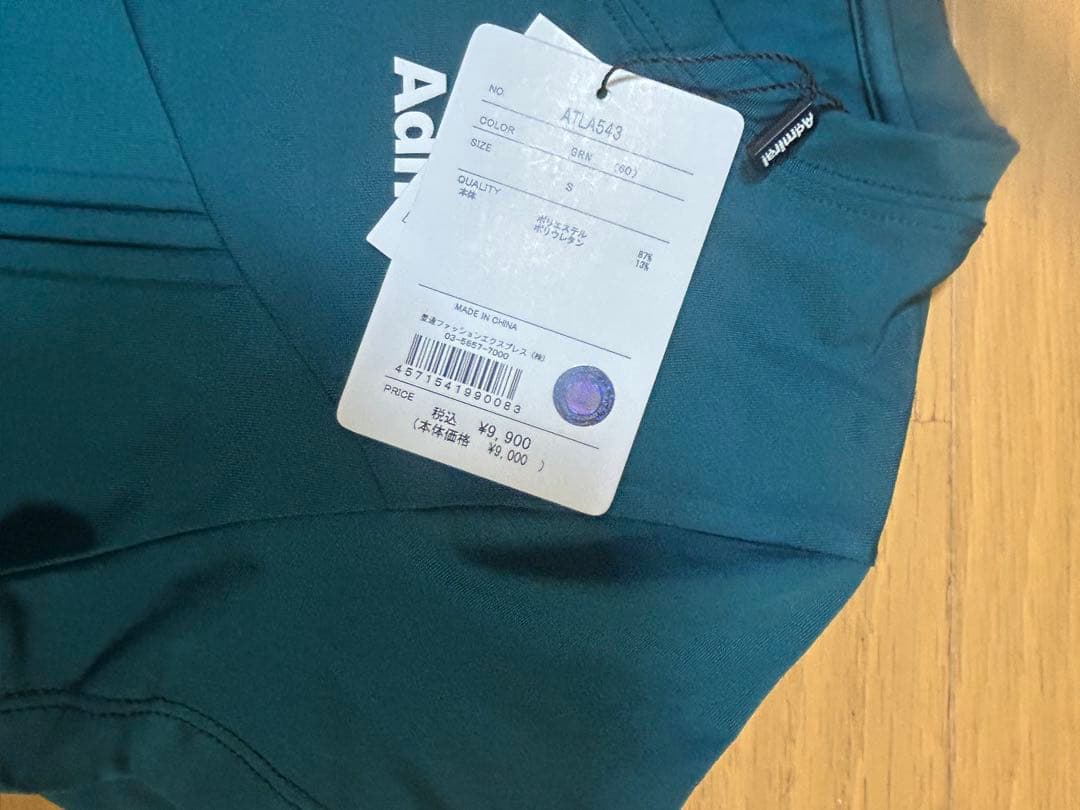 Ad
NO
ATLA543
COLOR
GRN (60)
SIZE
S
QUALITY
本体
ポリエステル 87%
ポリウレタン 13%
MADE IN CHINA
豊通ファッションエクスプレス(株)
03-5657-7000
4571541990083
PRICE
税込 ¥9,900
(本体価格 ¥9,000 )
Admiral